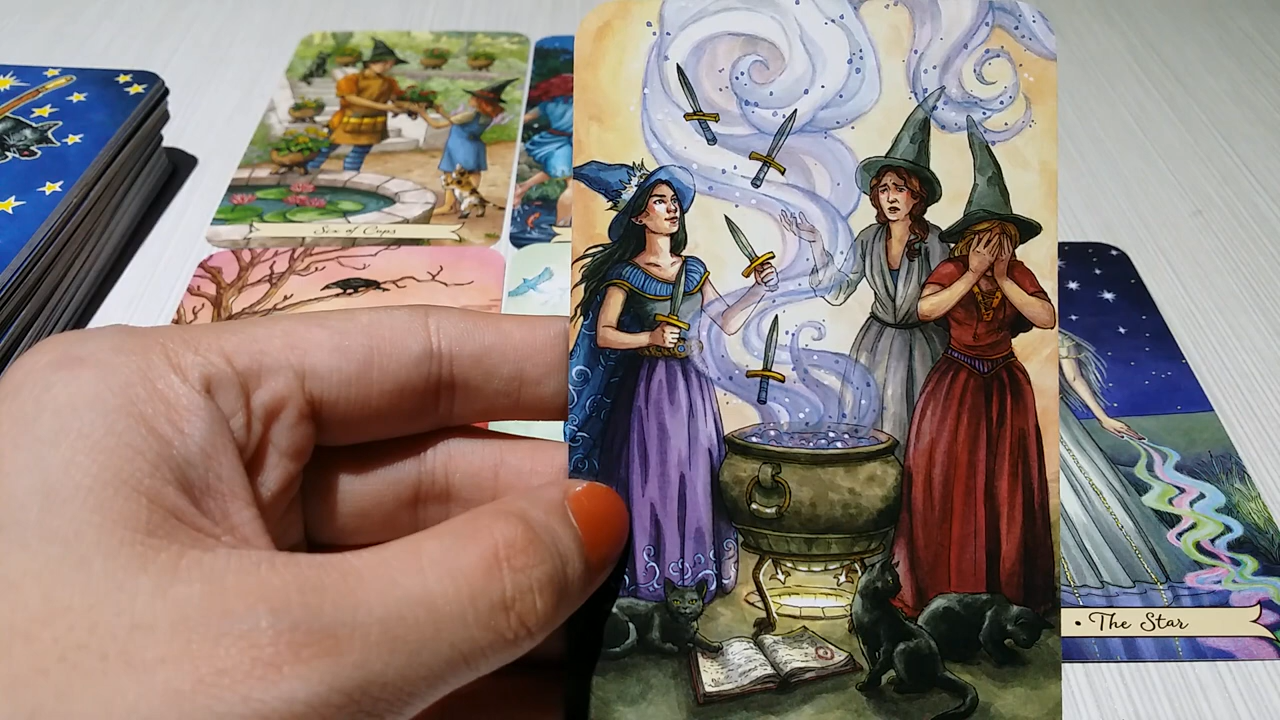 Six of Cups
• The Star